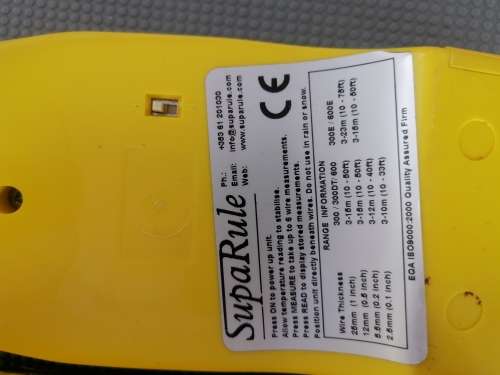 SupaRule
Ph.: +353 61 201030
Email: info@suparule.com
Web: www.suparule.com
CE
Press ON to power up unit.
Allow temperature reading to stabilise.
Press MEASURE to take up to 6 wire measurements.
Press READ to display stored measurements.
Position unit directly beneath wires. Do not use in rain or snow.
RANGE INFORMATION
Wire Thickness 300 / 300DT/ 600 300E / 600E
25mm (1 inch) 3-15m (10 - 50ft) 3-23m (10 - 75ft)
12mm (0.5 inch) 3-15m (10 - 50ft) 3-15m (10 - 50ft)
5.5mm (0.2 inch) 3-12m (10 - 40ft)
2.5mm (0.1 inch) 3-10m (10 - 33ft)
EQA ISO9000:2000 Quality Assured Firm